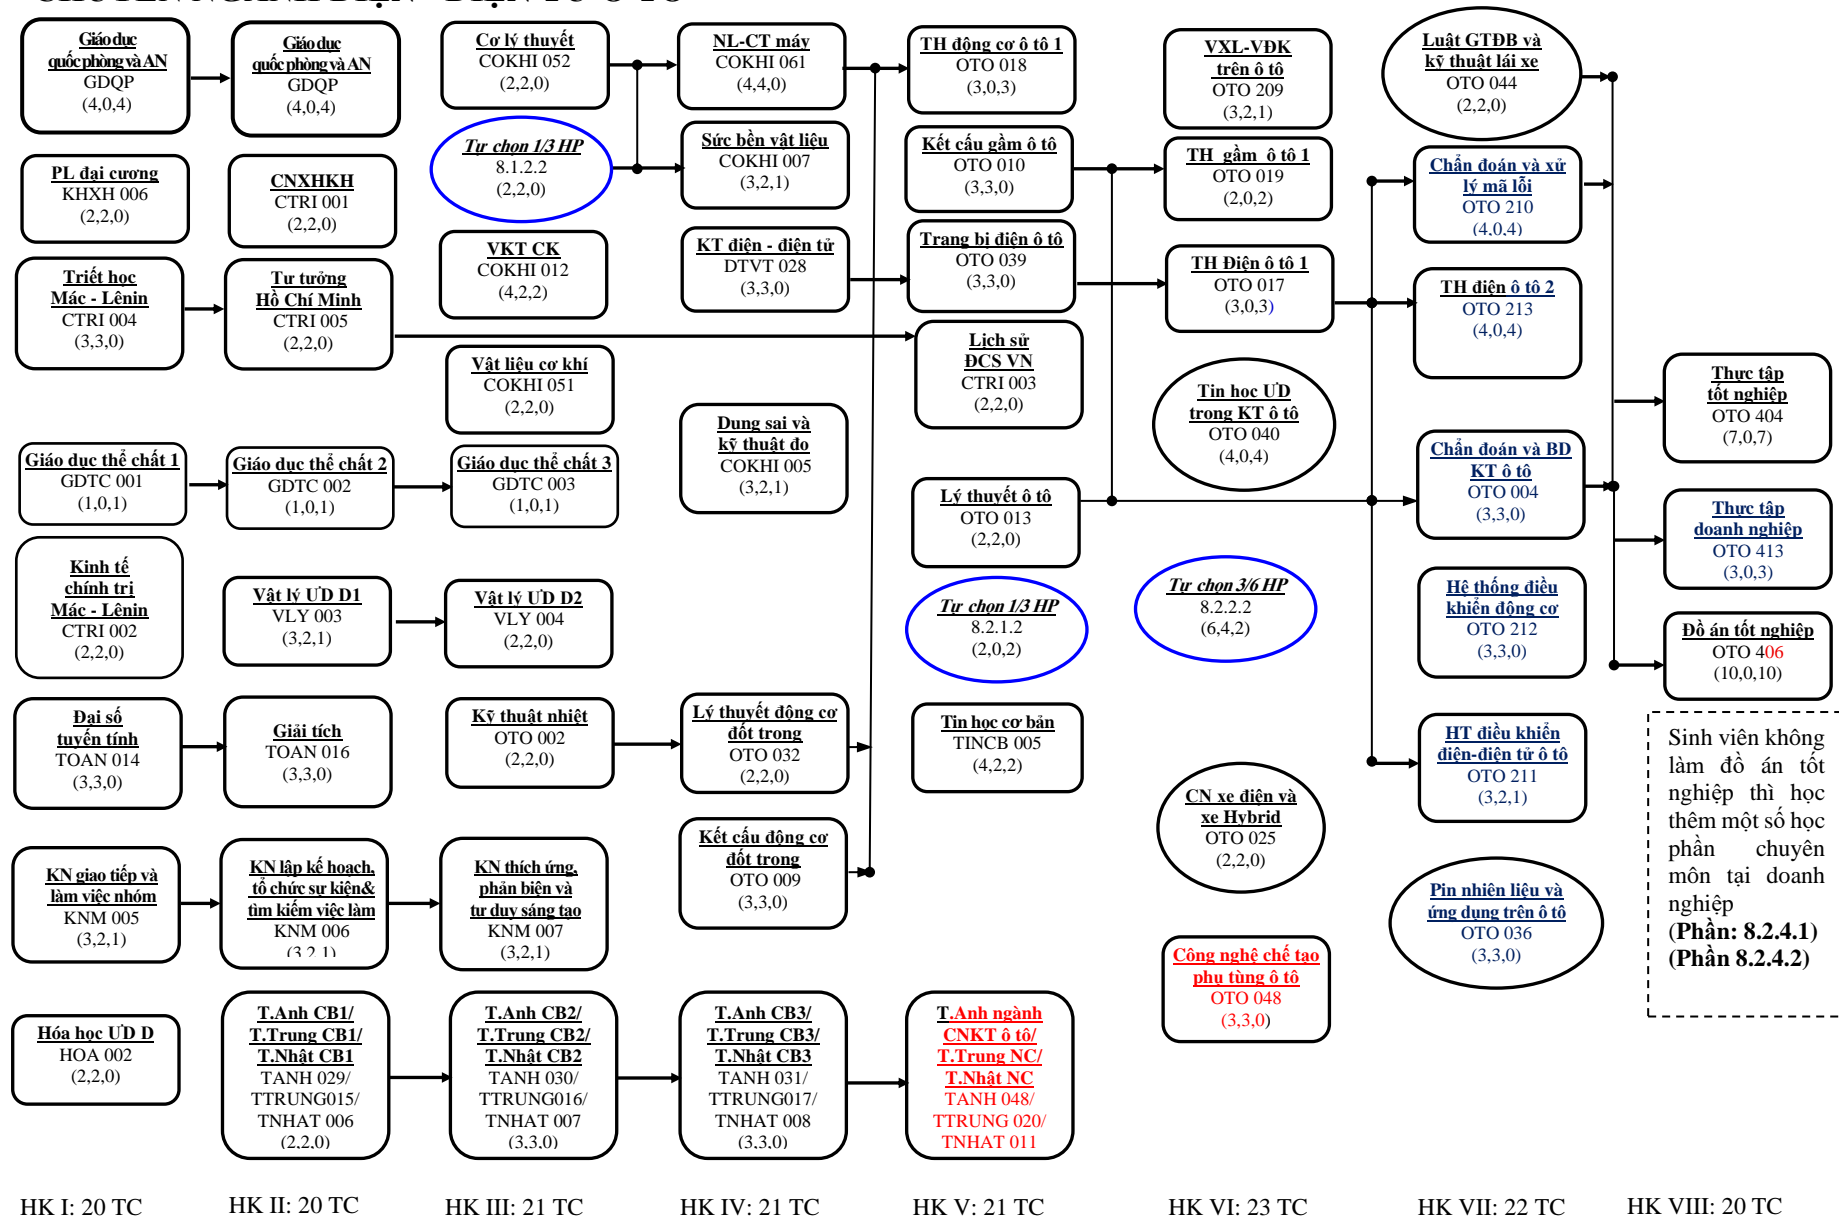 CHUYÊN NGÀNH ĐIỆN - ĐIỆN TỬ Ô TÔ
Giáo dục
quốc phòng và AN
GDQP
(4,0,4)
PL đại cương
KHXH 006
(2,2,0)
Triết học
Mác - Lênin
CTRI 004
(3,3,0)
Giáo dục thể chất 1
GDTC 001
(1,0,1)
Kinh tế
chính trị
Mác - Lênin
CTRI 002
(2,2,0)
Đại số
tuyến tính
TOAN 014
(3,3,0)
KN giao tiếp và
làm việc nhóm
KNM 005
(3,2,1)
Hóa học ƯD D
HOA 002
(2,2,0)
HK I: 20 TC
Giáo dục
quốc phòng và AN
GDQP
(4,0,4)
CNXHKH
CTRI 001
(2,2,0)
Tư tưởng
Hồ Chí Minh
CTRI 005
(2,2,0)
Giáo dục thể chất 2
GDTC 002
(1,0,1)
Vật lý ƯD D1
VLY 003
(3,2,1)
Giải tích
TOAN 016
(3,3,0)
KN lập kế hoạch,
tổ chức sự kiện&
tìm kiếm việc làm
KNM 006
(3,2,1)
T.Anh CB1/
T.Trung CB1/
T.Nhật CB1
TANH 029/
TTRUNG015/
TNHAT 006
(2,2,0)
HK II: 20 TC
Cơ lý thuyết
COKHI 052
(2,2,0)
Tự chọn 1/3 HP
8.1.2.2
(2,2,0)
VKT CK
COKHI 012
(4,2,2)
Vật liệu cơ khí
COKHI 051
(2,2,0)
Giáo dục thể chất 3
GDTC 003
(1,0,1)
Vật lý ƯD D2
VLY 004
(2,2,0)
Kỹ thuật nhiệt
OTO 002
(2,2,0)
KN thích ứng,
phản biện và
tư duy sáng tạo
KNM 007
(3,2,1)
T.Anh CB2/
T.Trung CB2/
T.Nhật CB2
TANH 030/
TTRUNG016/
TNHAT 007
(3,3,0)
HK III: 21 TC
NL-CT máy
COKHI 061
(4,4,0)
Sức bền vật liệu
COKHI 007
(3,2,1)
KT điện - điện tử
DTVT 028
(3,3,0)
Dung sai và
kỹ thuật đo
COKHI 005
(3,2,1)
Lý thuyết động cơ
đốt trong
OTO 032
(2,2,0)
Kết cấu động cơ
đốt trong
OTO 009
(3,3,0)
T.Anh CB3/
T.Trung CB3/
T.Nhật CB3
TANH 031/
TTRUNG017/
TNHAT 008
(3,3,0)
HK IV: 21 TC
TH động cơ ô tô 1
OTO 018
(3,0,3)
Kết cấu gầm ô tô
OTO 010
(3,3,0)
Trang bị điện ô tô
OTO 039
(3,3,0)
Lịch sử
ĐCS VN
CTRI 003
(2,2,0)
Lý thuyết ô tô
OTO 013
(2,2,0)
Tự chọn 1/3 HP
8.2.1.2
(2,0,2)
Tin học cơ bản
TINCB 005
(4,2,2)
T.Anh ngành
CNKT ô tô/
T.Trung NC/
T.Nhật NC
TANH 048/
TTRUNG 020/
TNHAT 011
HK V: 21 TC
VXL-VĐK
trên ô tô
OTO 209
(3,2,1)
TH gầm ô tô 1
OTO 019
(2,0,2)
TH Điện ô tô 1
OTO 017
(3,0,3)
Tin học ƯD
trong KT ô tô
OTO 040
(4,0,4)
Tự chọn 3/6 HP
8.2.2.2
(6,4,2)
CN xe điện và
xe Hybrid
OTO 025
(2,2,0)
Công nghệ chế tạo
phụ tùng ô tô
OTO 048
(3,3,0)
HK VI: 23 TC
Luật GTĐB và
kỹ thuật lái xe
OTO 044
(2,2,0)
Chẩn đoán và xử
lý mã lỗi
OTO 210
(4,0,4)
TH điện ô tô 2
OTO 213
(4,0,4)
Chẩn đoán và BD
KT ô tô
OTO 004
(3,3,0)
Hệ thống điều
khiển động cơ
OTO 212
(3,3,0)
HT điều khiển
điện-điện tử ô tô
OTO 211
(3,2,1)
Pin nhiên liệu và
ứng dụng trên ô tô
OTO 036
(3,3,0)
HK VII: 22 TC
Thực tập
tốt nghiệp
OTO 404
(7,0,7)
Thực tập
doanh nghiệp
OTO 413
(3,0,3)
Đồ án tốt nghiệp
OTO 406
(10,0,10)
Sinh viên không
làm đồ án tốt
nghiệp thì học
thêm một số học
phần chuyên
môn tại doanh
nghiệp
(Phần: 8.2.4.1)
(Phần 8.2.4.2)
HK VIII: 20 TC